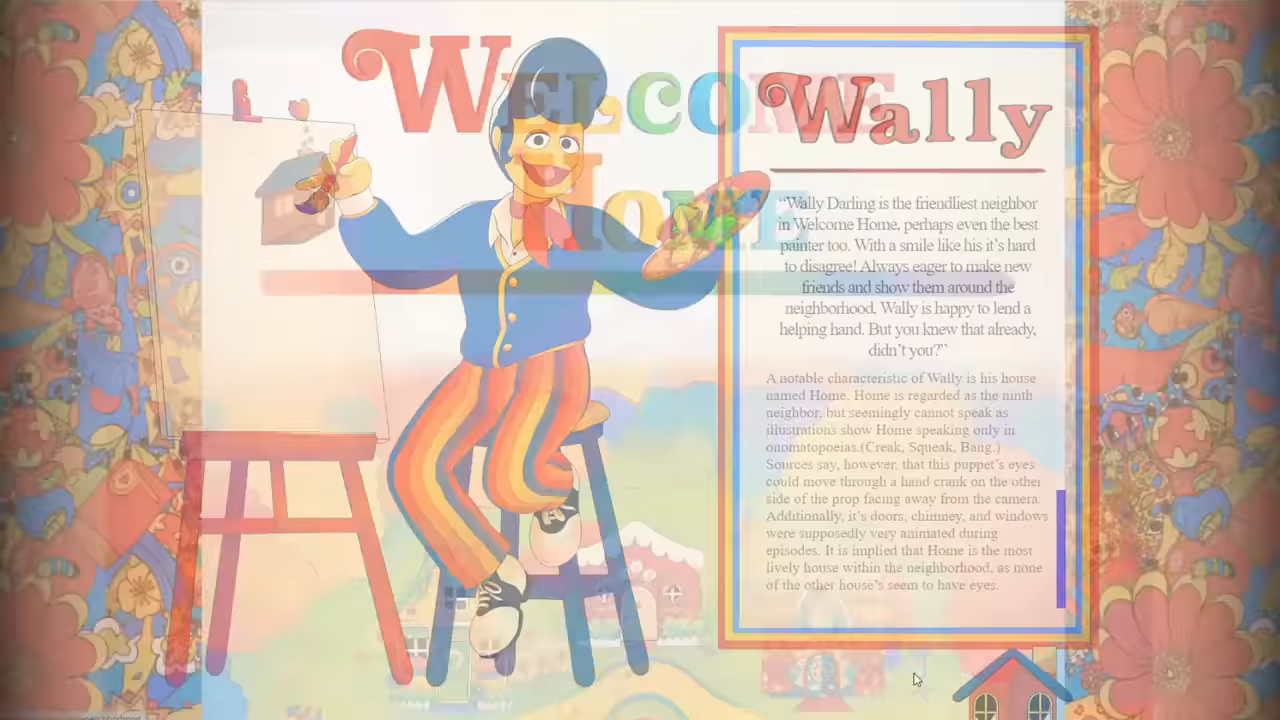 WELCOME
Home
Wally
“Wally Darling is the friendliest neighbor
in Welcome Home, perhaps even the best
painter too. With a smile like his it’s hard
to disagree! Always eager to make new
friends and show them around the
neighborhood. Wally is happy to lend a
helping hand. But you knew that already,
didn’t you?”
A notable characteristic of Wally is his house
named Home. Home is regarded as the ninth
neighbor, but seemingly cannot speak as
illustrations show Home speaking only in
onomatopoeias.(Creak, Squeak, Bang.)
Sources say, however, that this puppet’s eyes
could move through a hand crank on the other
side of the prop facing away from the camera.
Additionally, it’s doors, chimney, and windows
were supposedly very animated during
episodes. It is implied that Home is the most
lively house within the neighborhood, as none
of the other house’s seem to have eyes.